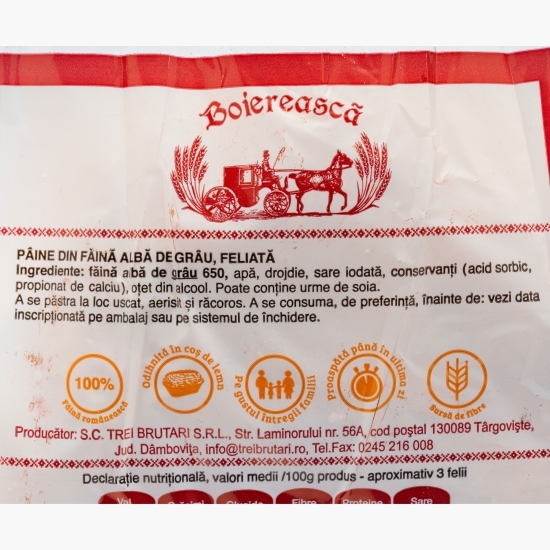 Boierească
PÂINE DIN FĂINĂ ALBĂ DE GRÂU, FELIATĂ
Ingrediente: făină albă de grâu 650, apă, drojdie, sare iodată, conservanți (acid sorbic,
propionat de calciu), oțet din alcool. Poate conține urme de soia.
A se păstra la loc uscat, aerisit și răcoros. A se consuma, de preferință, înainte de: vezi data
inscripționată pe ambalaj sau pe sistemul de închidere.
100%
Făină românească
Odihnită în coș de lemn
Pe gustul întregii familii
Proaspătă până în ultima zi
Sursă de fibre
Producător: S.C. TREI BRUTARI S.R.L., Str. Laminorului nr. 56A, cod poștal 130089 Târgoviște,
Jud. Dâmbovița, info@treibrutari.ro, Tel.Fax: 0245 216 008
Declarație nutrițională, valori medii /100g produs - aproximativ 3 felii
Val. Grăsimi Glucide Fibre Proteine Sare